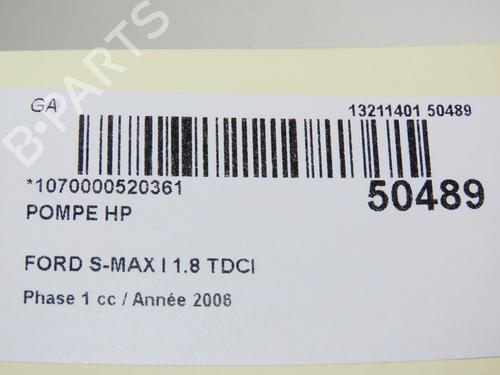 GA
13211401 50489
*1070000520361
50489
POMPE HP
FORD S-MAX I 1.8 TDCI
Phase 1 cc / Année 2006
B-PARTS